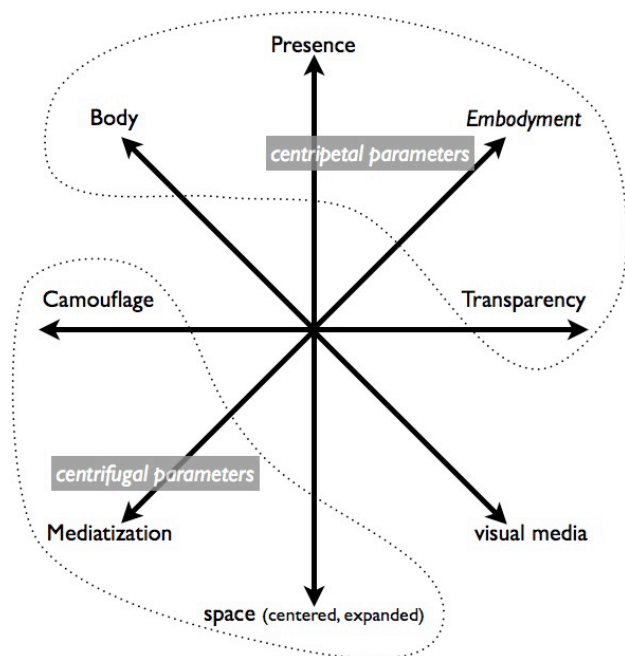 Presence
Body
Embodyment
centripetal parameters
Camouflage
Transparency
centrifugal parameters
Mediatization
visual media
space (centered, expanded)